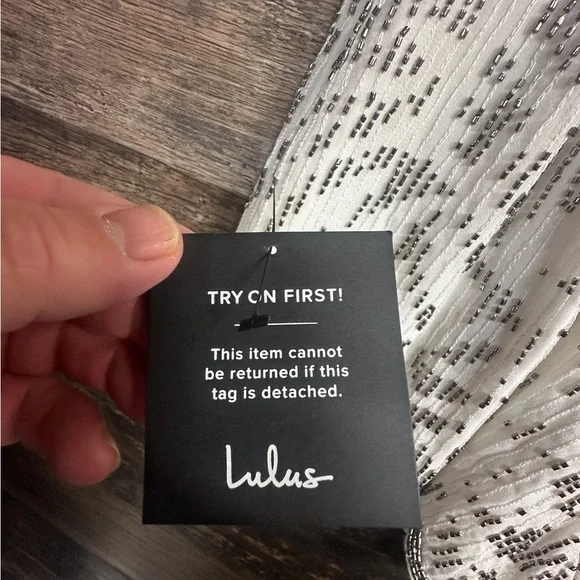 TRY ON FIRST!
This item cannot
be returned if this
tag is detached.
Lulus